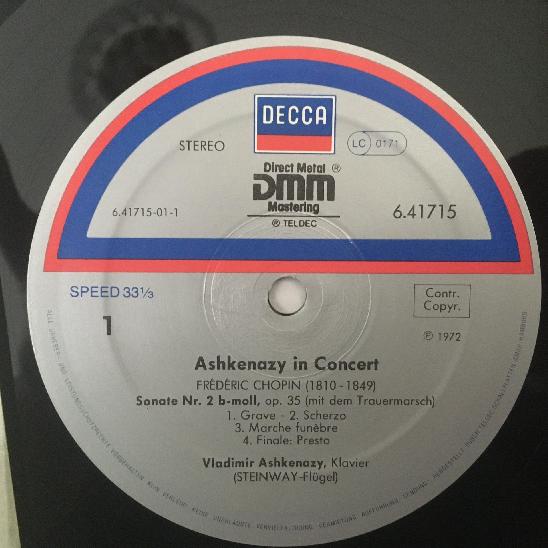 DECCA
STEREO
LC 0171
Direct Metal ®
DMM
Mastering
® TELDEC
6.41715-01-1
6.41715
SPEED 33⅓
1
Contr.
Copyr.
℗ 1972
Ashkenazy in Concert
FRÉDÉRIC CHOPIN (1810-1849)
Sonate Nr. 2 b-moll, op. 35 (mit dem Trauermarsch)
1. Grave - 2. Scherzo
3. Marche funèbre
4. Finale: Presto
Vladimir Ashkenazy, Klavier
(STEINWAY-Flügel)